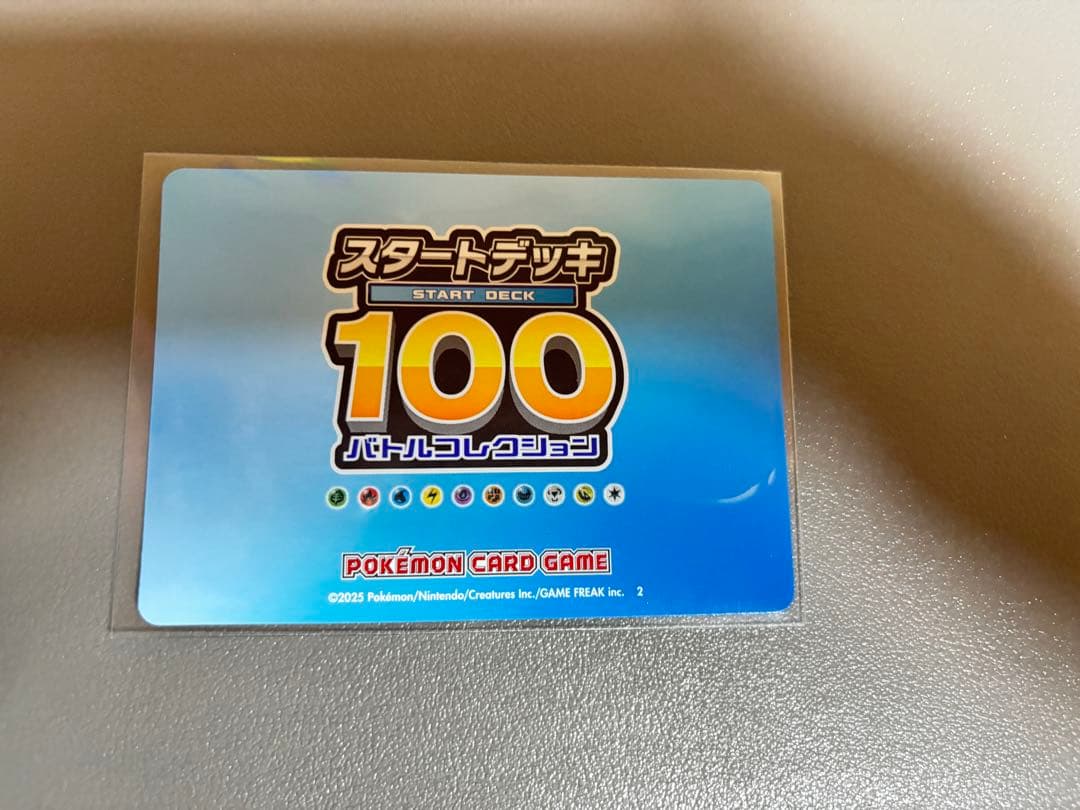 スタートデッキ
START DECK
100
バトルコレクション
POKÉMON CARD GAME
©2025 Pokémon/Nintendo/Creatures Inc./GAME FREAK inc. 2